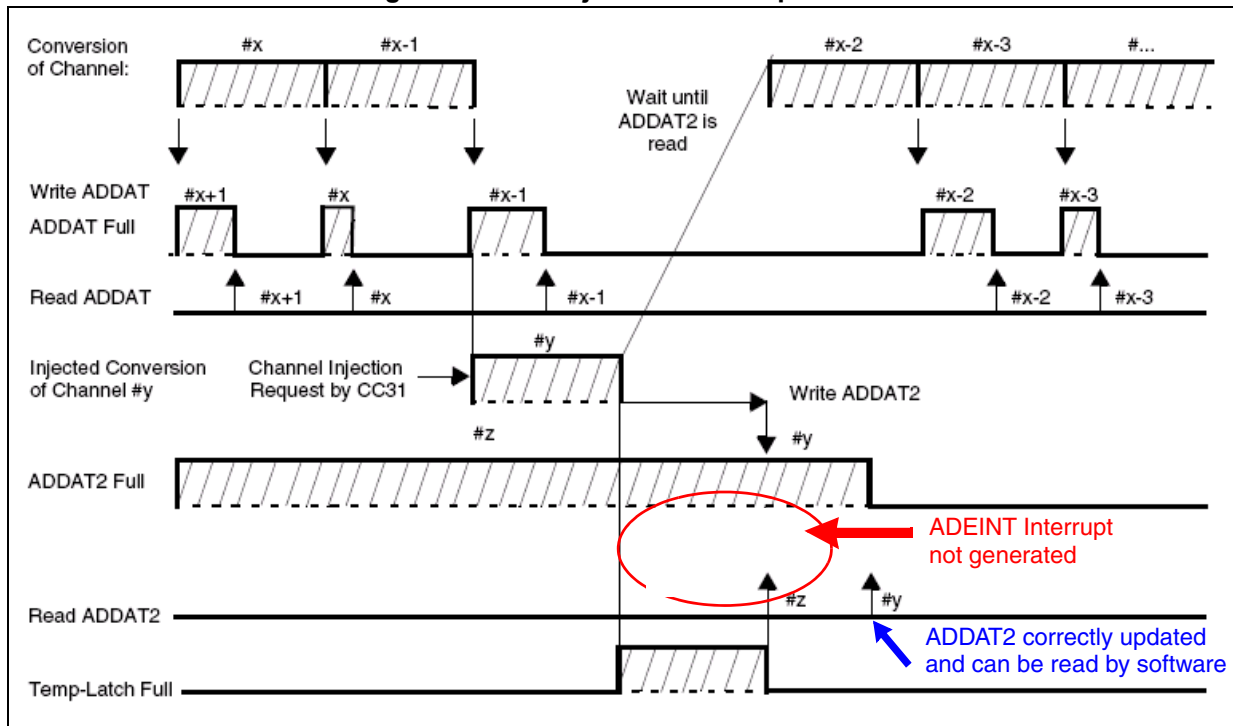 Conversion
of Channel:
#x
#x-1
#x-2
#x-3
#...
Wait until
ADDAT2 is
read
Write ADDAT
ADDAT Full
#x+1
#x
#x-1
#x-2
#x-3
Read ADDAT
#x+1
#x
#x-1
#x-2
#x-3
Injected Conversion
of Channel #y
Channel Injection
Request by CC31
#y
Write ADDAT2
#z
#y
ADDAT2 Full
ADEINT Interrupt
not generated
Read ADDAT2
#z
#y
ADDAT2 correctly updated
and can be read by software
Temp-Latch Full